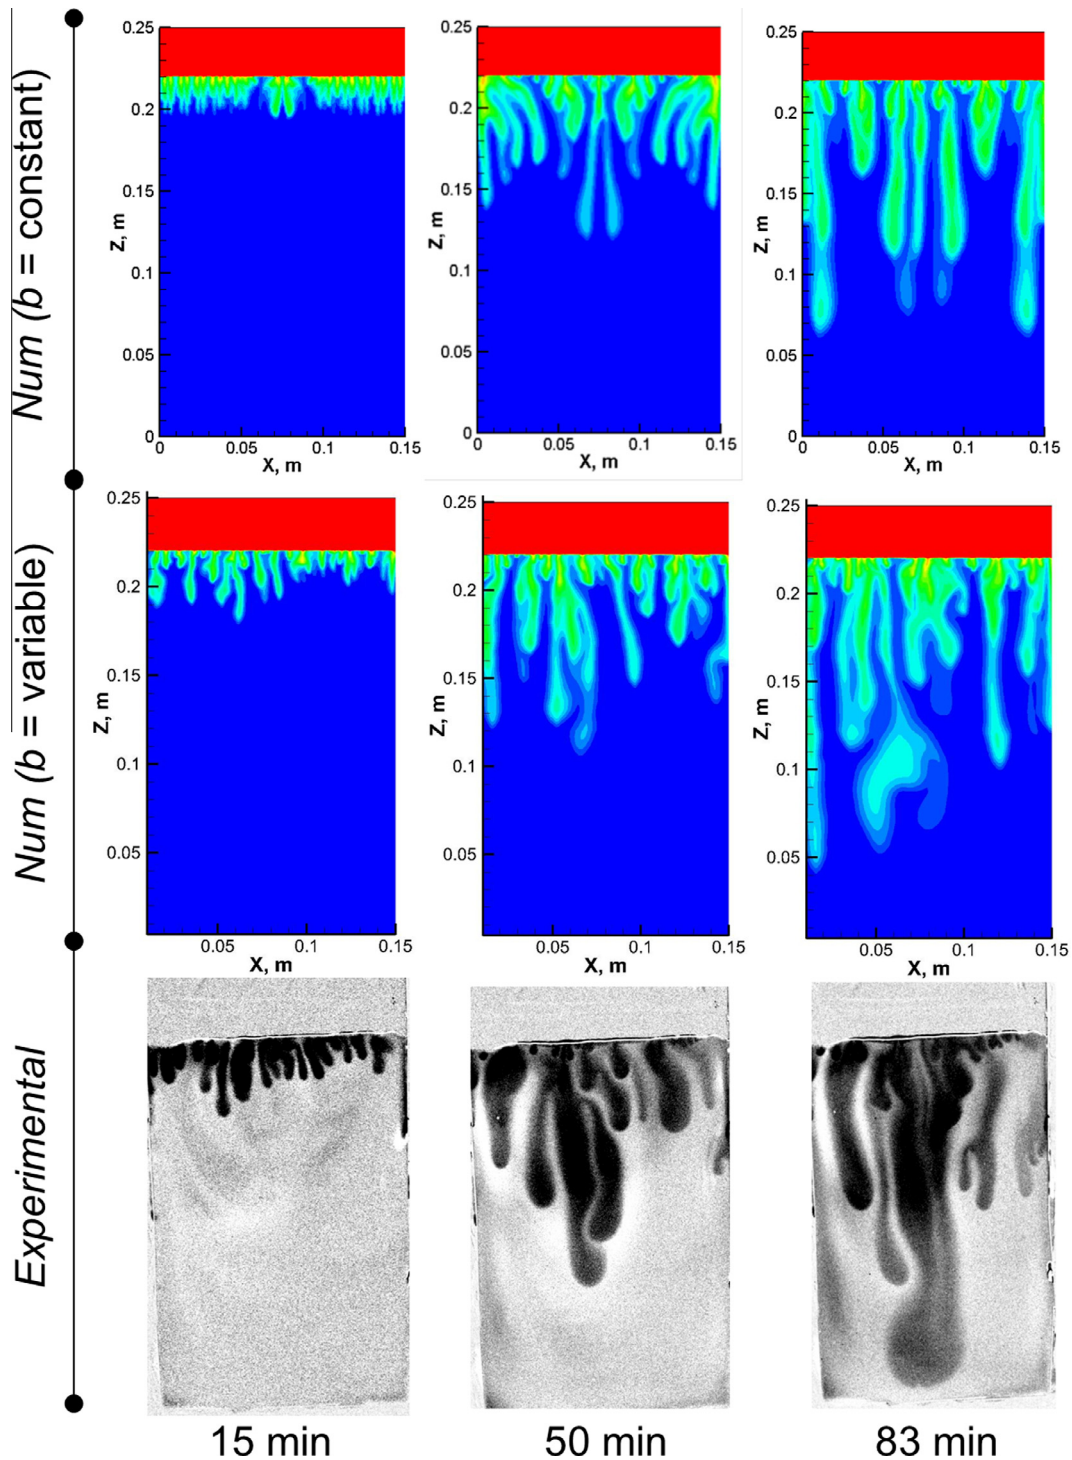 Num (b = constant)
0.25
0.2
0.15
0.1
0.05
0
Z, m
0 0.05 0.1 0.15
X, m
0.25
0.2
0.15
0.1
0.05
0
Z, m
0 0.05 0.1 0.15
X, m
0.25
0.2
0.15
0.1
0.05
0
Z, m
0 0.05 0.1 0.15
X, m
Num (b = variable)
0.25
0.2
0.15
0.1
0.05
Z, m
0.05 0.1 0.15
X, m
0.25
0.2
0.15
0.1
0.05
Z, m
0.05 0.1 0.15
X, m
0.25
0.2
0.15
0.1
0.05
Z, m
0.05 0.1 0.15
X, m
Experimental
15 min
50 min
83 min